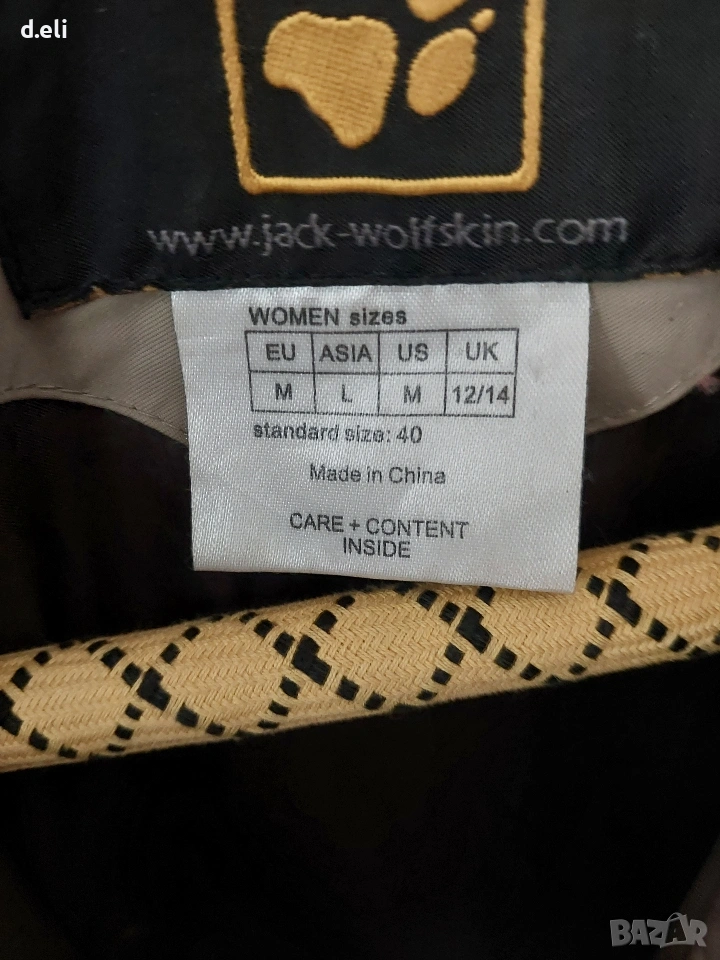 d.eli
www.jack-wolfskin.com
WOMEN sizes
EU ASIA US UK
M L M 12/14
standard size: 40
Made in China
CARE + CONTENT
INSIDE
BAZAR